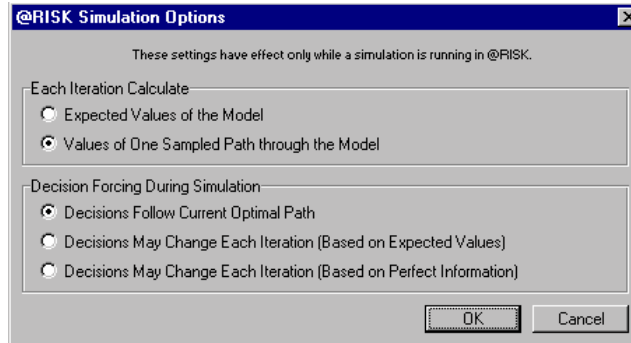 @RISK Simulation Options
These settings have effect only while a simulation is running in @RISK.
Each Iteration Calculate
Expected Values of the Model
Values of One Sampled Path through the Model
Decision Forcing During Simulation
Decisions Follow Current Optimal Path
Decisions May Change Each Iteration (Based on Expected Values)
Decisions May Change Each Iteration (Based on Perfect Information)
OK Cancel